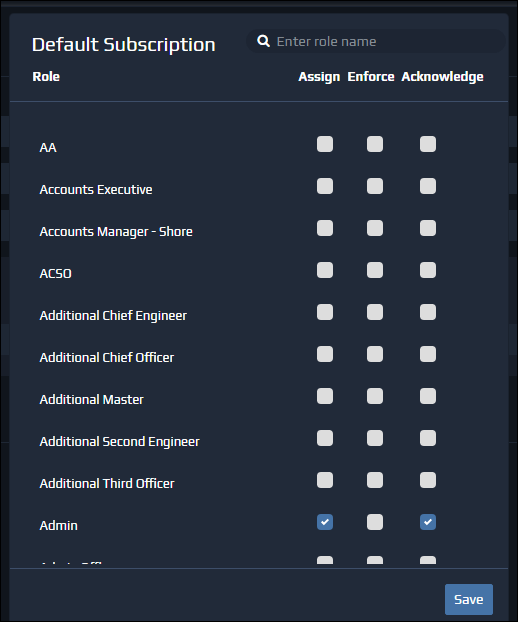 Default Subscription
Enter role name
Role Assign Enforce Acknowledge
AA
Accounts Executive
Accounts Manager - Shore
ACSO
Additional Chief Engineer
Additional Chief Officer
Additional Master
Additional Second Engineer
Additional Third Officer
Admin
Save